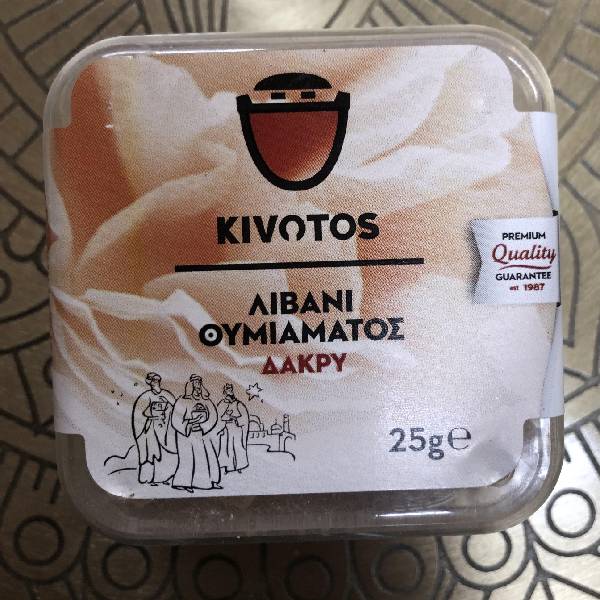 KIVOTOS
ΛΙΒΑΝΙ
ΘΥΜΙΑΜΑΤΟΣ
ΔΑΚΡΥ
25g℮
PREMIUM
Quality
GUARANTEE
est 1987